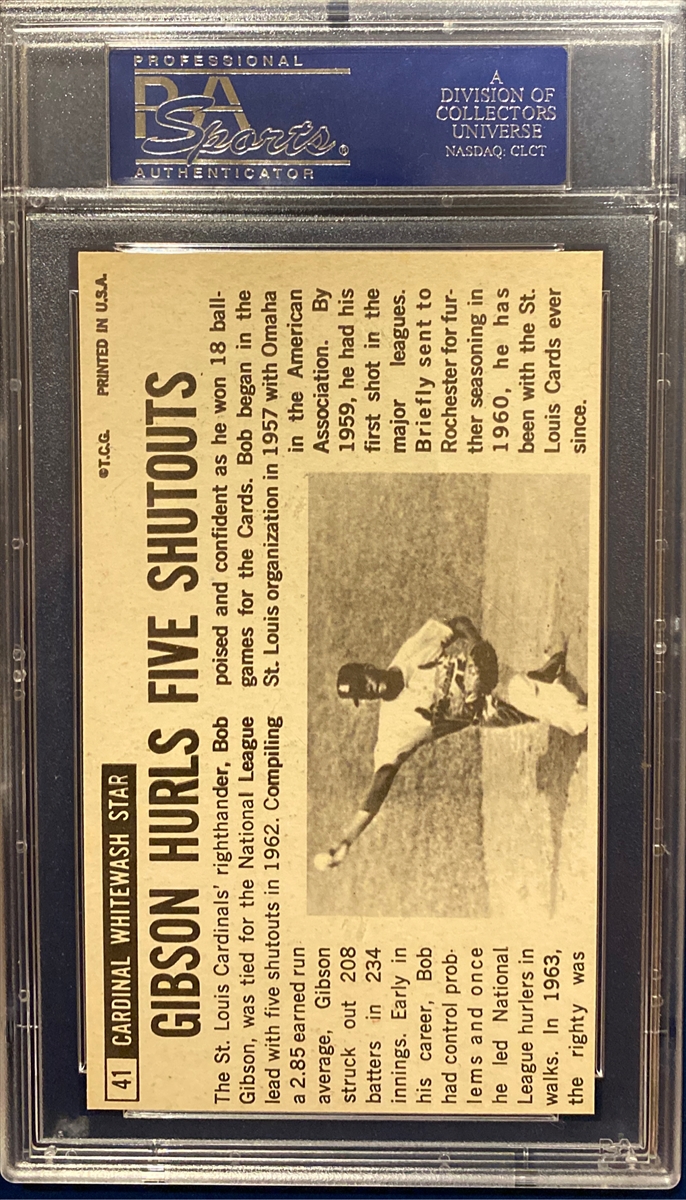 PROFESSIONAL
PSA
Sports®
AUTHENTICATOR
A
DIVISION OF
COLLECTORS
UNIVERSE
NASDAQ: CLCT
41 CARDINAL WHITEWASH STAR
©T.C.G. PRINTED IN U.S.A.
GIBSON HURLS FIVE SHUTOUTS
The St. Louis Cardinals' righthander, Bob
Gibson, was tied for the National League
lead with five shutouts in 1962. Compiling
a 2.85 earned run
average, Gibson
struck out 208
batters in 234
innings. Early in
his career, Bob
had control prob-
lems and once
he led National
League hurlers in
walks. In 1963,
the righty was
poised and confident as he won 18 ball-
games for the Cards. Bob began in the
St. Louis organization in 1957 with Omaha
in the American
Association. By
1959, he had his
first shot in the
major leagues.
Briefly sent to
Rochester for fur-
ther seasoning in
1960, he has
been with the St.
Louis Cards ever
since.